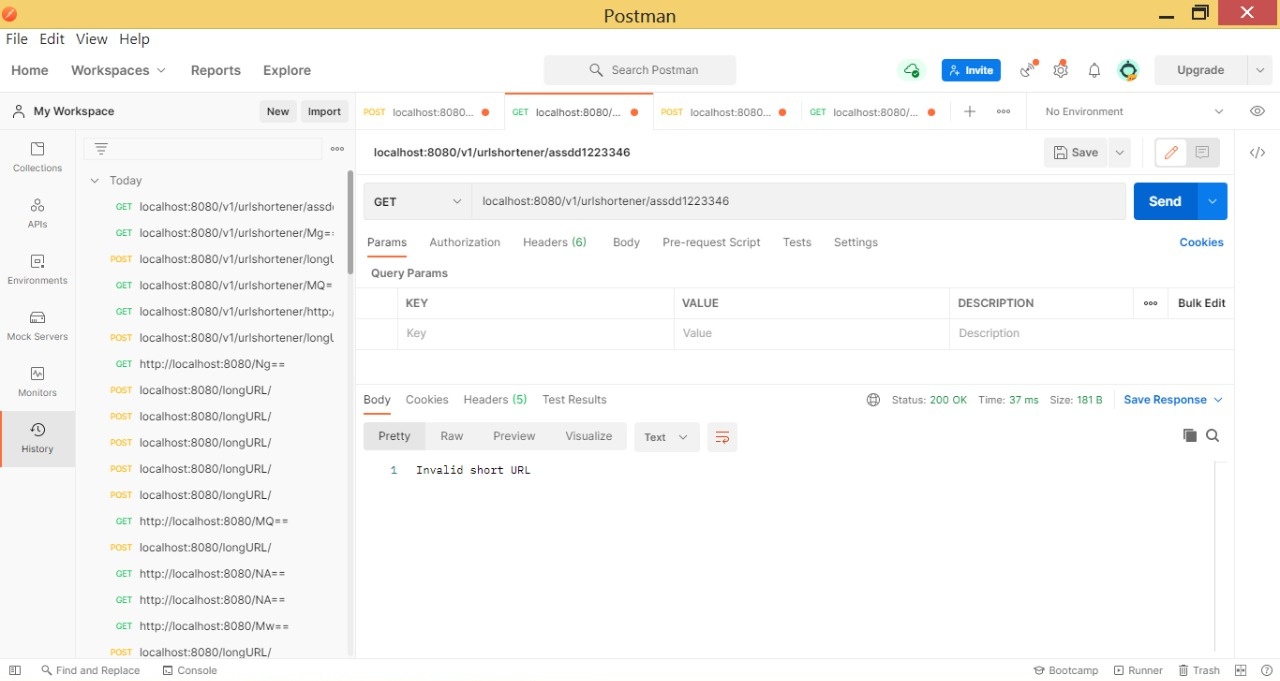 Postman
File Edit View Help
Home Workspaces Reports Explore Search Postman Invite Upgrade
My Workspace New Import
POST localhost:8080... GET localhost:8080/... POST localhost:8080... GET localhost:8080/... No Environment
Collections
APIs
Environments
Mock Servers
Monitors
History
Today
GET localhost:8080/v1/urlshortener/assd
GET localhost:8080/v1/urlshortener/Mg==
POST localhost:8080/v1/urlshortener/longU
GET localhost:8080/v1/urlshortener/MQ=
GET localhost:8080/v1/urlshortener/http:
POST localhost:8080/v1/urlshortener/longU
GET http://localhost:8080/Ng==
POST localhost:8080/longURL/
POST localhost:8080/longURL/
POST localhost:8080/longURL/
POST localhost:8080/longURL/
POST localhost:8080/longURL/
GET http://localhost:8080/MQ==
POST localhost:8080/longURL/
GET http://localhost:8080/NA==
GET http://localhost:8080/NA==
GET http://localhost:8080/Mw==
POST localhost:8080/longURL/
localhost:8080/v1/urlshortener/assdd1223346 Save
GET localhost:8080/v1/urlshortener/assdd1223346 Send
Params Authorization Headers (6) Body Pre-request Script Tests Settings Cookies
Query Params
KEY VALUE DESCRIPTION Bulk Edit
Key Value Description
Body Cookies Headers (5) Test Results Status: 200 OK Time: 37 ms Size: 181 B Save Response
Pretty Raw Preview Visualize Text
1 Invalid short URL
Find and Replace Console Bootcamp Runner Trash